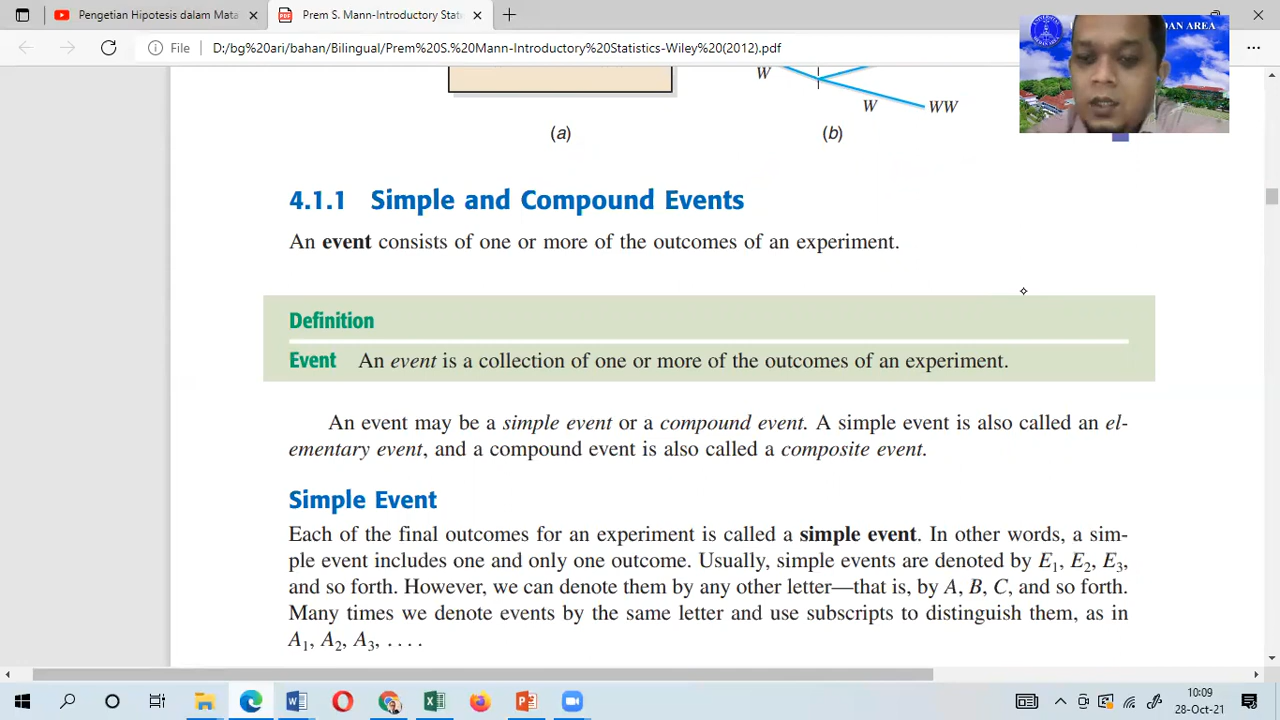 Pengan Hipotesis dalam Mata
Prem S. Mann-Introductory Stat
File
D:/bg%20ari/bahan/Bilingual/Prem%20S.%20Mann-Introductory%20Statistics-Wiley%20(2012).pdf
DAN AREA
W
W
WW
(a)
(b)
4.1.1 Simple and Compound Events
An event consists of one or more of the outcomes of an experiment.
Definition
Event An event is a collection of one or more of the outcomes of an experiment.
An event may be a simple event or a compound event. A simple event is also called an el-
ementary event, and a compound event is also called a composite event.
Simple Event
Each of the final outcomes for an experiment is called a simple event. In other words, a sim-
ple event includes one and only one outcome. Usually, simple events are denoted by E1, E2, E3,
and so forth. However, we can denote them by any other letter—that is, by A, B, C, and so forth.
Many times we denote events by the same letter and use subscripts to distinguish them, as in
A1, A2, A3, . . . .
10:09
28-Oct-21